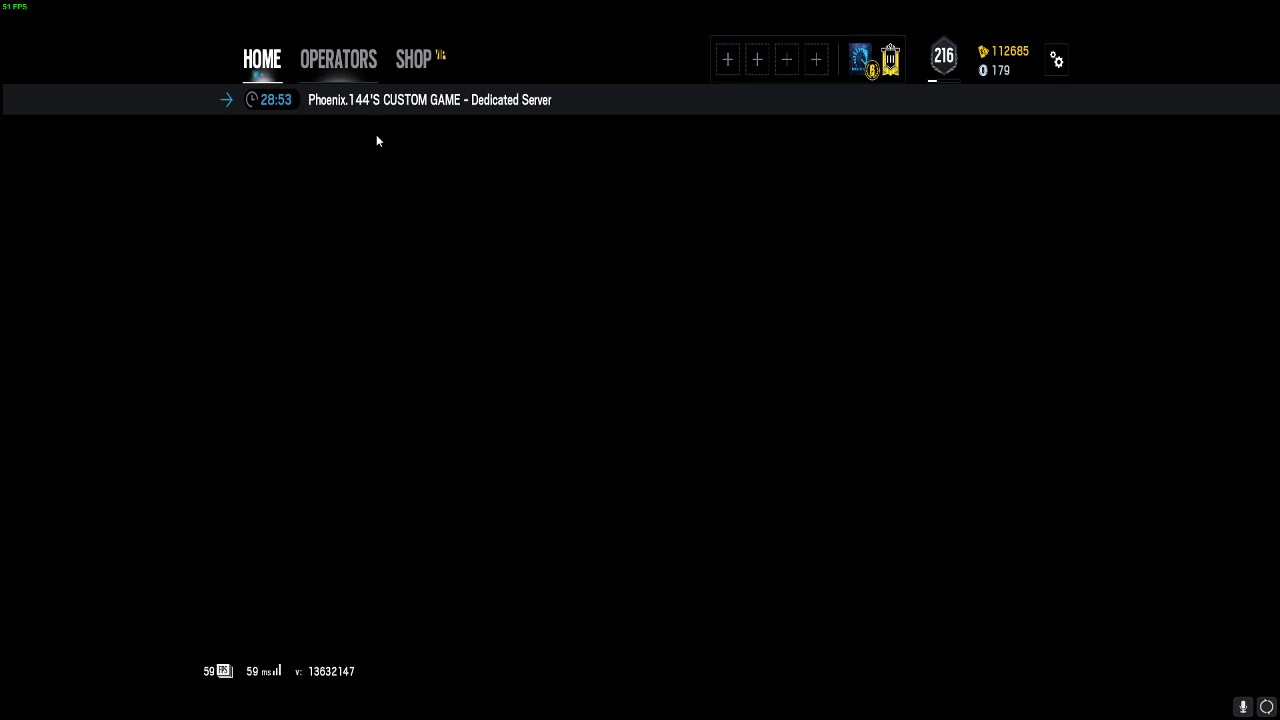 51 FPS
HOME OPERATORS SHOP
216
112685
179
28:53 Phoenix.144'S CUSTOM GAME - Dedicated Server
59 FPS 59 ms v: 13632147